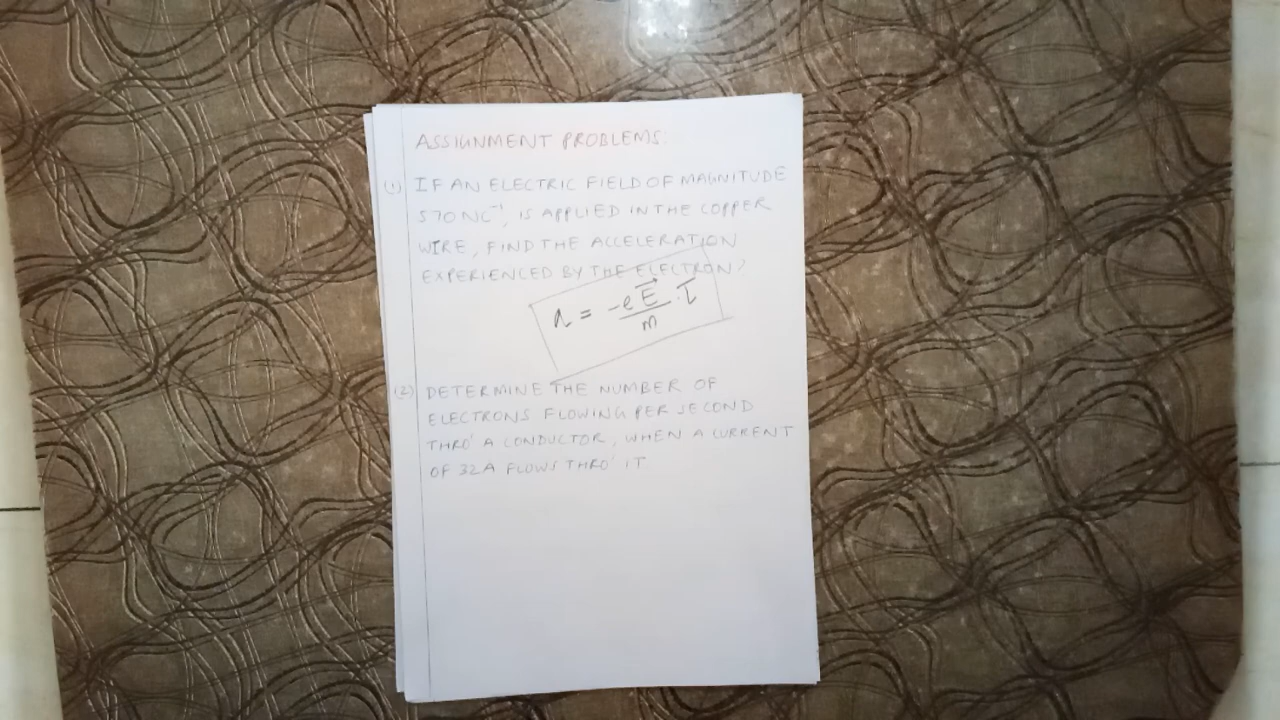 ASSIGNMENT PROBLEMS:
(1) IF AN ELECTRIC FIELD OF MAGNITUDE
570 NC⁻¹, IS APPLIED IN THE COPPER
WIRE, FIND THE ACCELERATION
EXPERIENCED BY THE ELECTRON?
a = -eE⃗/m . τ
(2) DETERMINE THE NUMBER OF
ELECTRONS FLOWING PER SECOND
THRO' A CONDUCTOR, WHEN A CURRENT
OF 32A FLOWS THRO' IT